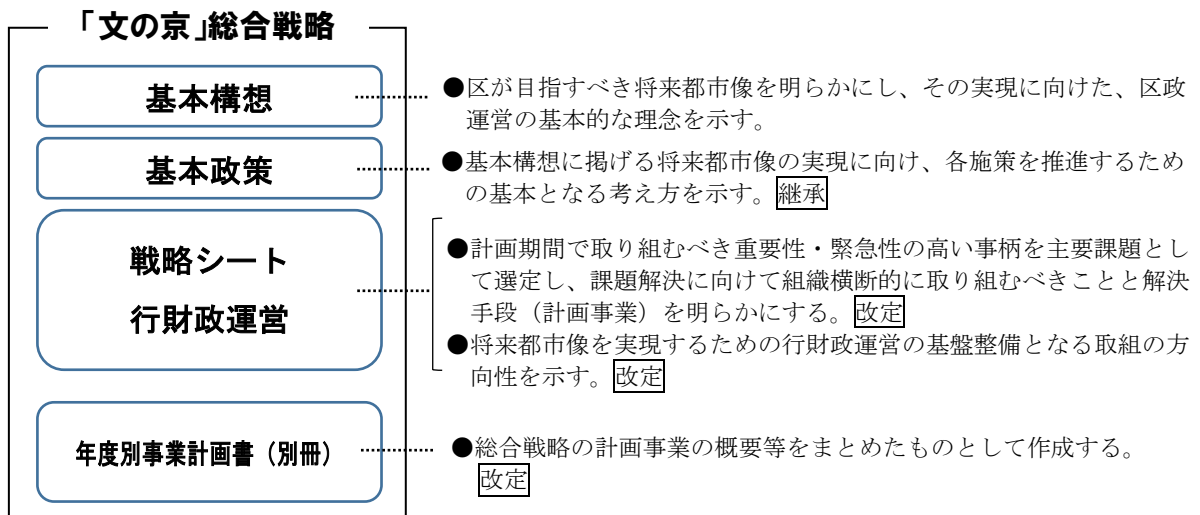 「文の京」総合戦略
基本構想
●区が目指すべき将来都市像を明らかにし、その実現に向けた、区政
運営の基本的な理念を示す。
基本政策
●基本構想に掲げる将来都市像の実現に向け、各施策を推進するため
の基本となる考え方を示す。継承
戦略シート
行財政運営
●計画期間で取り組むべき重要性・緊急性の高い事柄を主要課題とし
て選定し、課題解決に向けて組織横断的に取り組むべきことと解決
手段（計画事業）を明らかにする。改定
●将来都市像を実現するための行財政運営の基盤整備となる取組の方
向性を示す。改定
年度別事業計画書（別冊）
●総合戦略の計画事業の概要等をまとめたものとして作成する。
改定